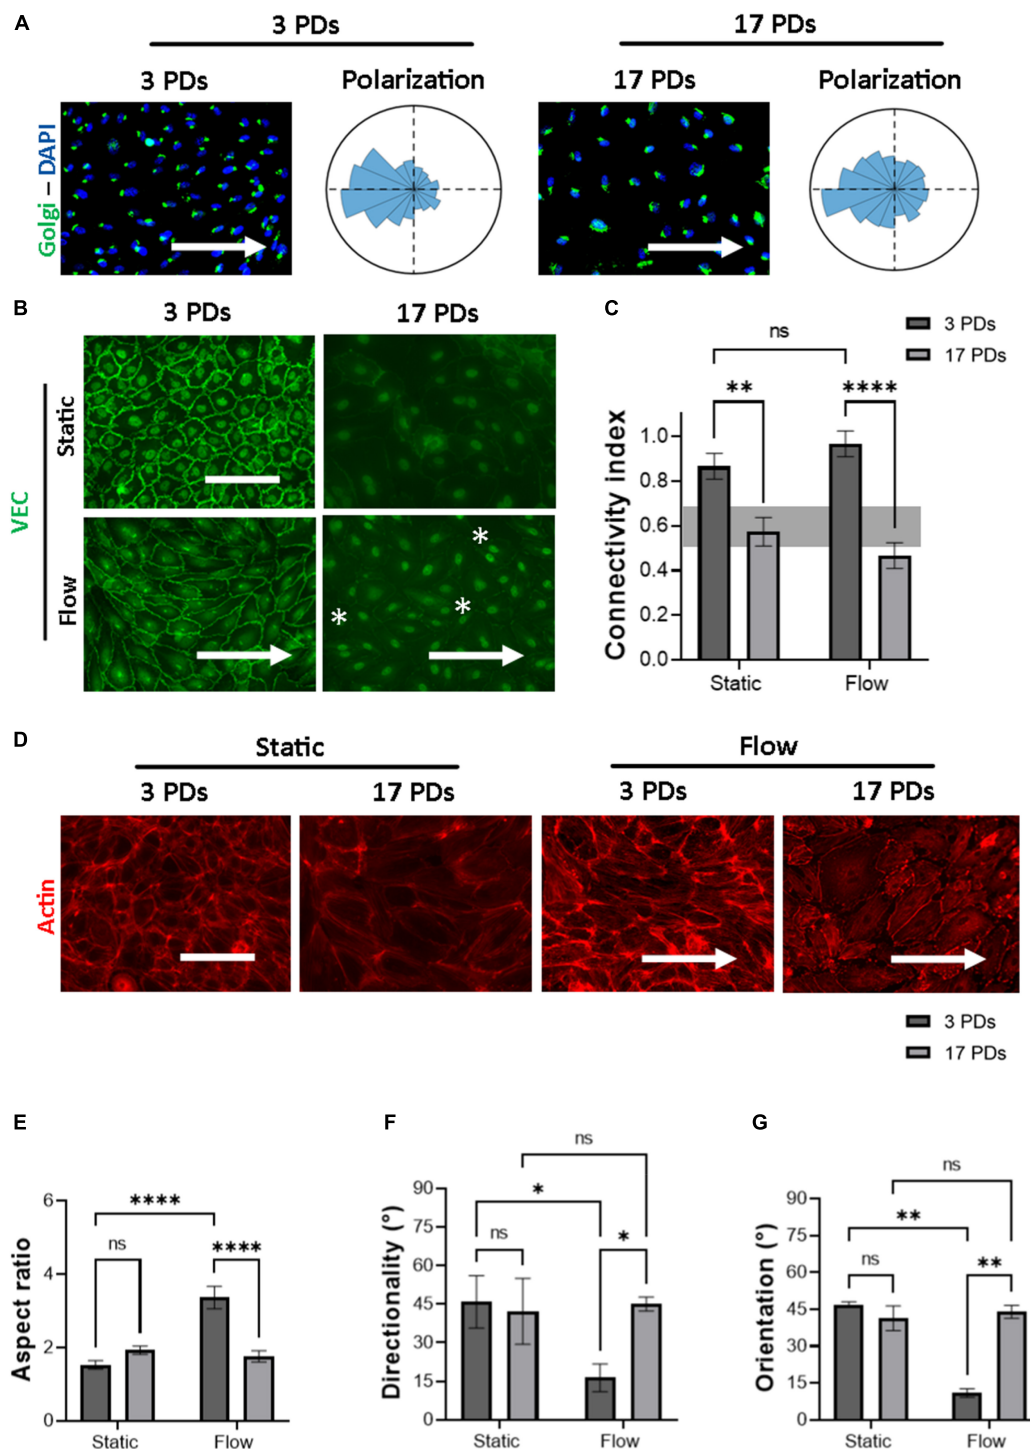 A
3 PDs
17 PDs
3 PDs
Polarization
17 PDs
Polarization
Golgi – DAPI
B
3 PDs
17 PDs
VEC
Static
Flow
*
*
*
C
3 PDs
17 PDs
ns
**
****
Connectivity index
1.0
0.8
0.6
0.4
0.2
0.0
Static
Flow
D
Static
Flow
3 PDs
17 PDs
3 PDs
17 PDs
Actin
3 PDs
17 PDs
E
Aspect ratio
6
4
2
0
****
ns
****
Static
Flow
F
Directionality (°)
90
75
60
45
30
15
0
ns
*
ns
*
Static
Flow
G
Orientation (°)
90
75
60
45
30
15
0
ns
**
ns
**
Static
Flow